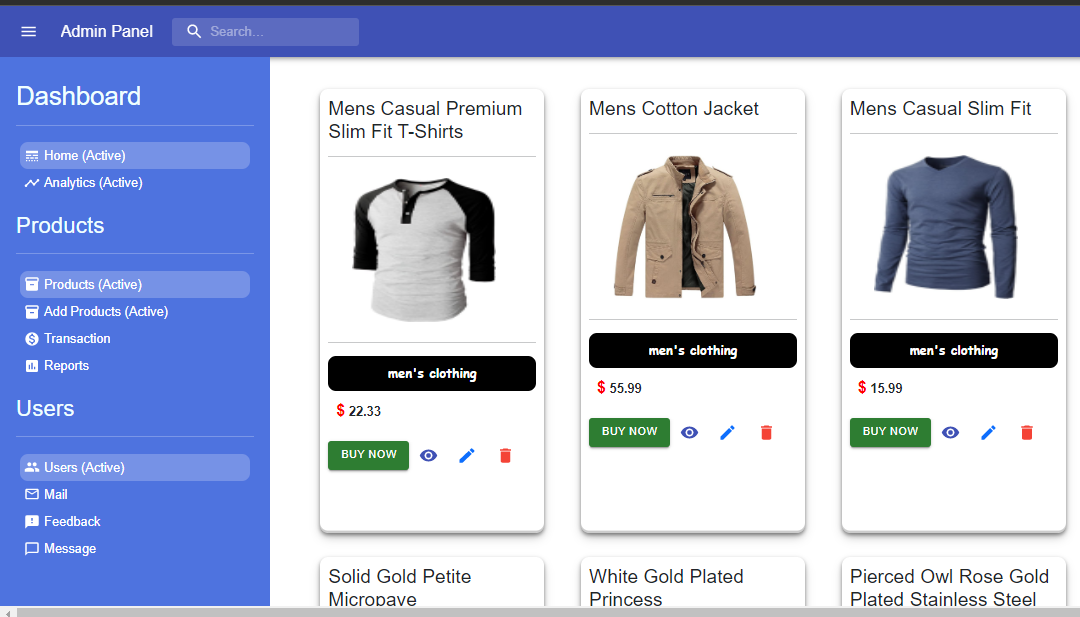 Admin Panel
Search...
Dashboard
Home (Active)
Analytics (Active)
Products
Products (Active)
Add Products (Active)
Transaction
Reports
Users
Users (Active)
Mail
Feedback
Message
Mens Casual Premium
Slim Fit T-Shirts
men's clothing
$ 22.33
BUY NOW
Mens Cotton Jacket
men's clothing
$ 55.99
BUY NOW
Mens Casual Slim Fit
men's clothing
$ 15.99
BUY NOW
Solid Gold Petite
Micropave
White Gold Plated
Princess
Pierced Owl Rose Gold
Plated Stainless Steel